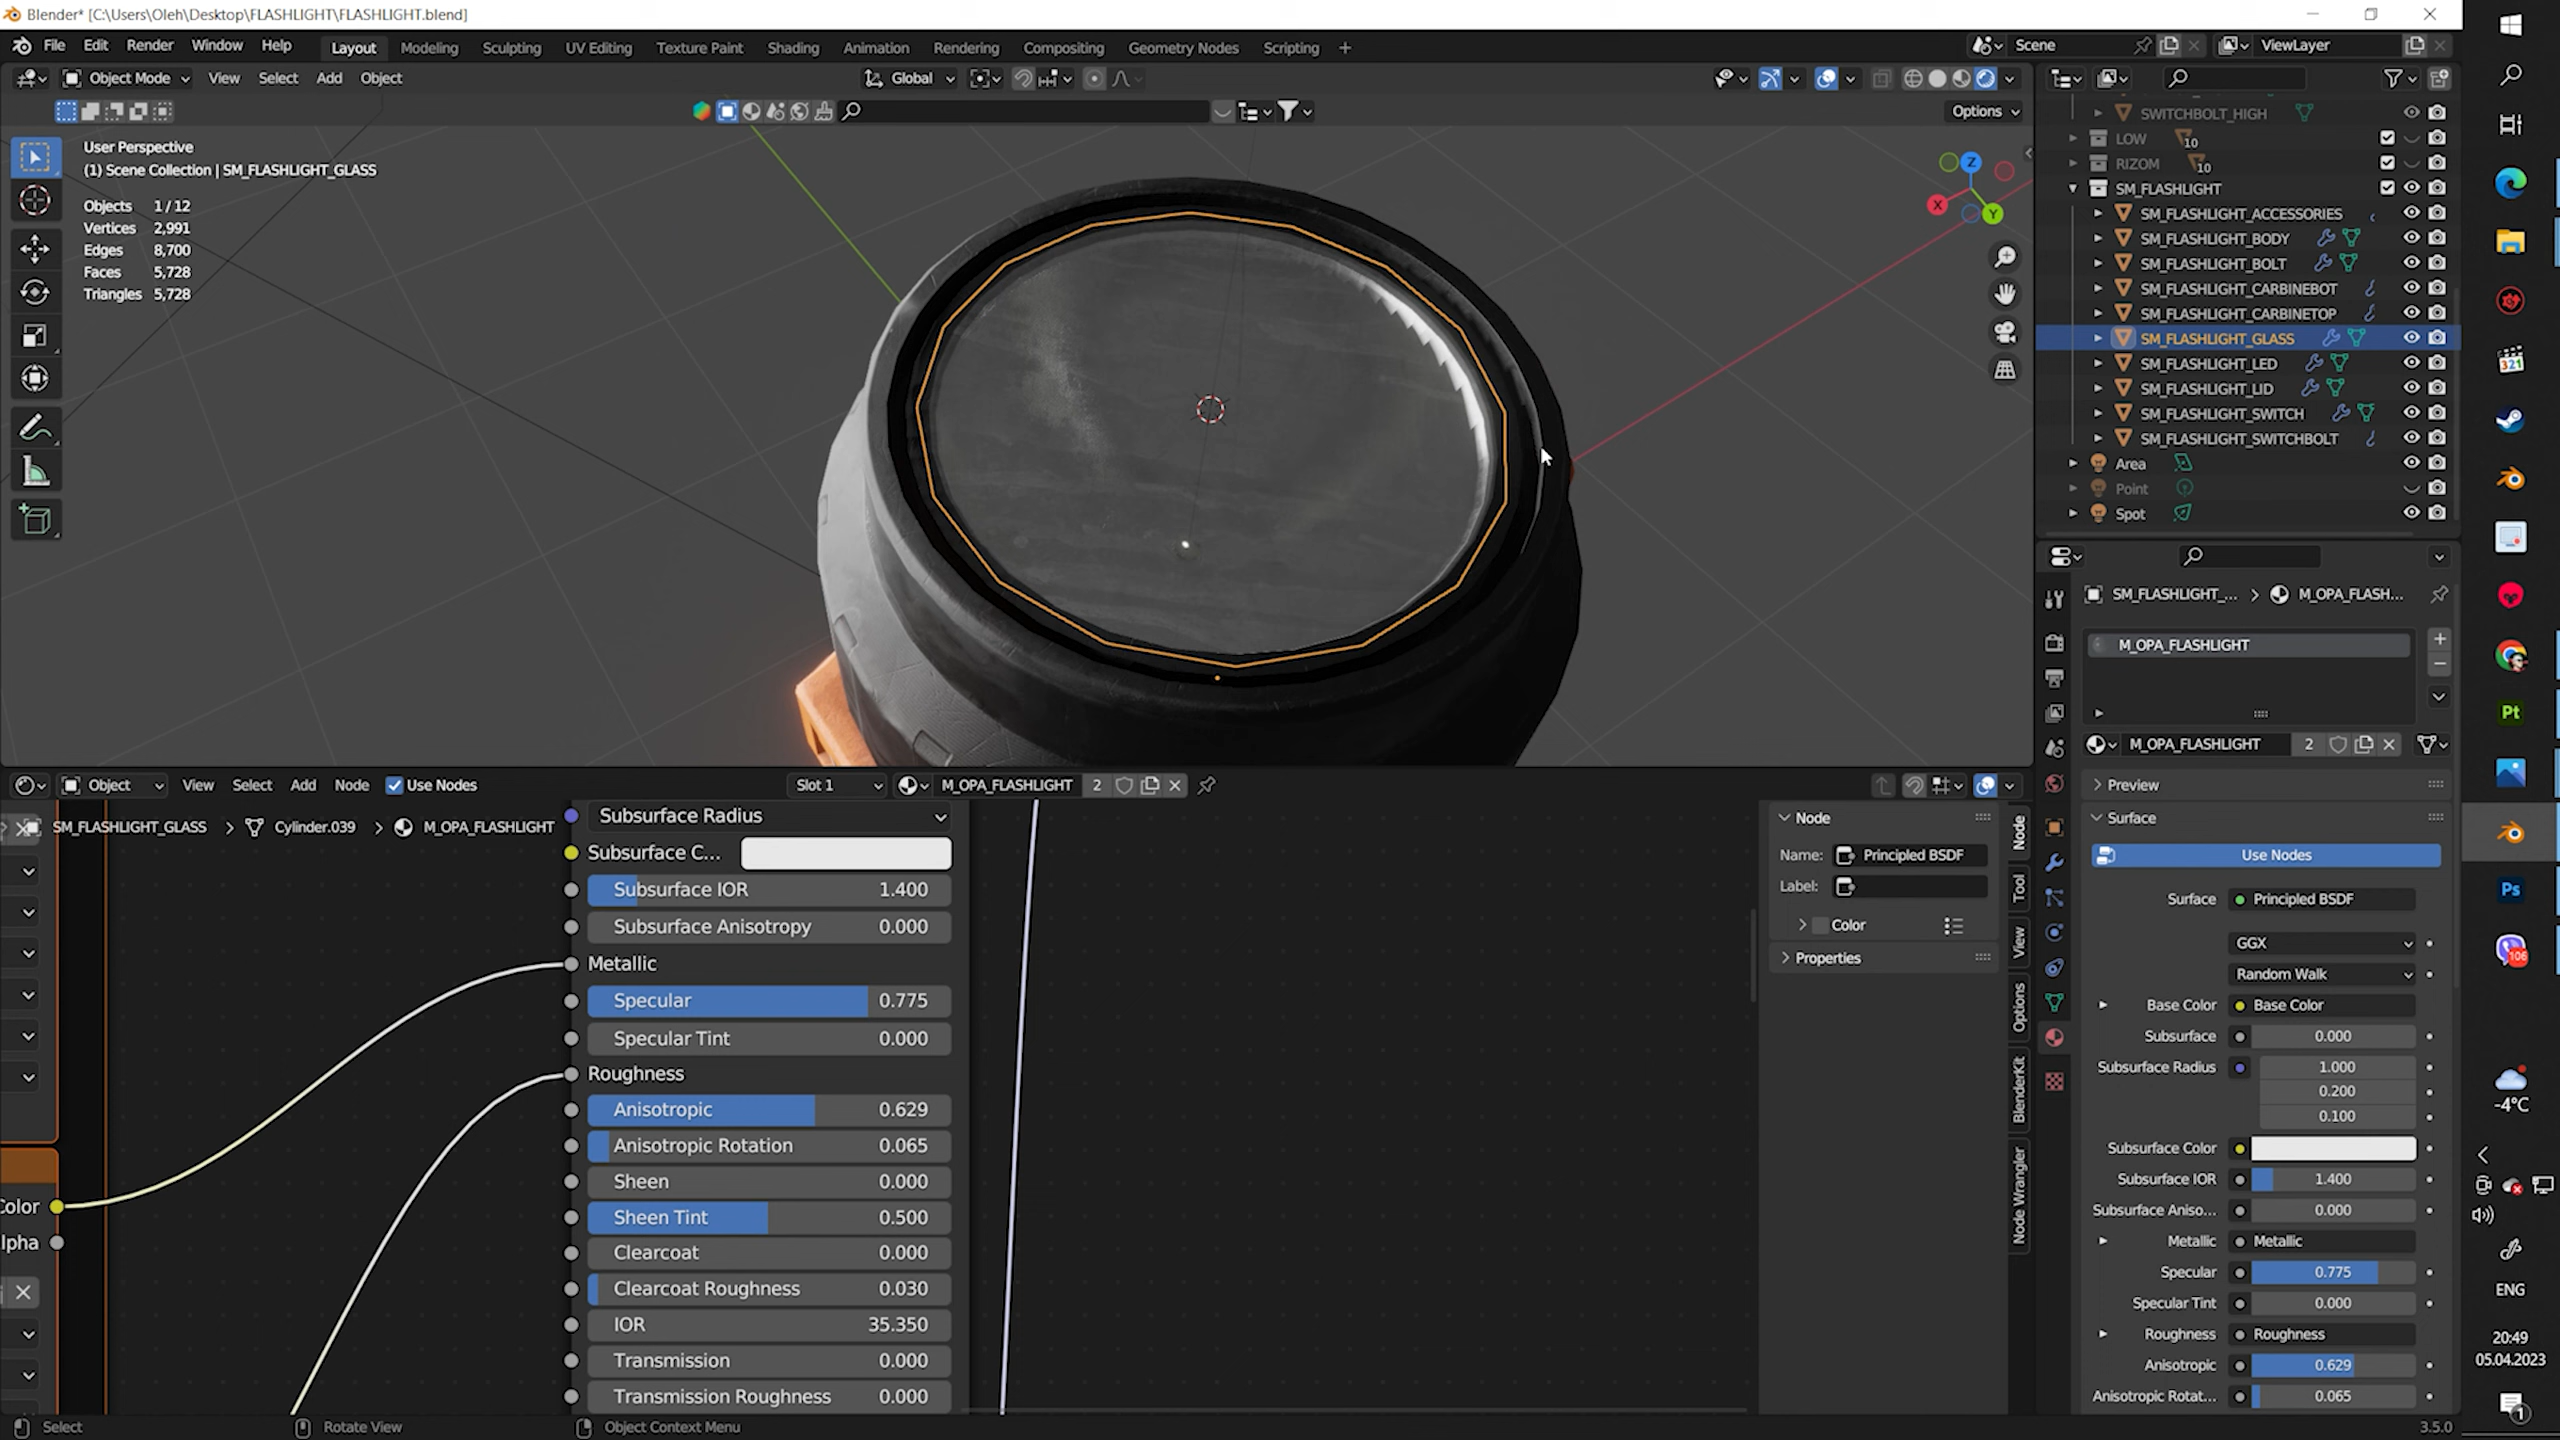 Blender* [C:\Users\Oleh\Desktop\FLASHLIGHT\FLASHLIGHT.blend]
File Edit Render Window Help Layout Modeling Sculpting UV Editing Texture Paint Shading Animation Rendering Compositing Geometry Nodes Scripting + Scene ViewLayer
Object Mode View Select Add Object Global
Options
User Perspective
(1) Scene Collection | SM_FLASHLIGHT_GLASS
Objects 1 / 12
Vertices 2,991
Edges 8,700
Faces 5,728
Triangles 5,728
Z
X
Y
SWITCHBOLT_HIGH
LOW 10
RIZOM 10
SM_FLASHLIGHT
SM_FLASHLIGHT_ACCESSORIES
SM_FLASHLIGHT_BODY
SM_FLASHLIGHT_BOLT
SM_FLASHLIGHT_CARBINEBOT
SM_FLASHLIGHT_CARBINETOP
SM_FLASHLIGHT_GLASS
SM_FLASHLIGHT_LED
SM_FLASHLIGHT_LID
SM_FLASHLIGHT_SWITCH
SM_FLASHLIGHT_SWITCHBOLT
Area
Point
Spot
SM_FLASHLIGHT_... > M_OPA_FLASH...
M_OPA_FLASHLIGHT
M_OPA_FLASHLIGHT 2
Preview
Surface
Use Nodes
Surface Principled BSDF
GGX
Random Walk
Base Color Base Color
Subsurface 0.000
Subsurface Radius 1.000
0.200
0.100
Subsurface Color
Subsurface IOR 1.400
Subsurface Aniso... 0.000
Metallic Metallic
Specular 0.775
Specular Tint 0.000
Roughness Roughness
Anisotropic 0.629
Anisotropic Rotat... 0.065
Object View Select Add Node Use Nodes Slot 1 M_OPA_FLASHLIGHT 2
SM_FLASHLIGHT_GLASS > Cylinder.039 > M_OPA_FLASHLIGHT
Subsurface Radius
Subsurface C...
Subsurface IOR 1.400
Subsurface Anisotropy 0.000
Metallic
Specular 0.775
Specular Tint 0.000
Roughness
Anisotropic 0.629
Anisotropic Rotation 0.065
Sheen 0.000
Sheen Tint 0.500
Clearcoat 0.000
Clearcoat Roughness 0.030
IOR 35.350
Transmission 0.000
Transmission Roughness 0.000
Color
lpha
Node
Name: Principled BSDF
Label:
Color
Properties
Node
Tool
View
Options
BlenderKit
Node Wrangler
Select Rotate View Object Context Menu 3.5.0
321
Pt
Ps
106
-4°C
ENG
20:49
05.04.2023
1